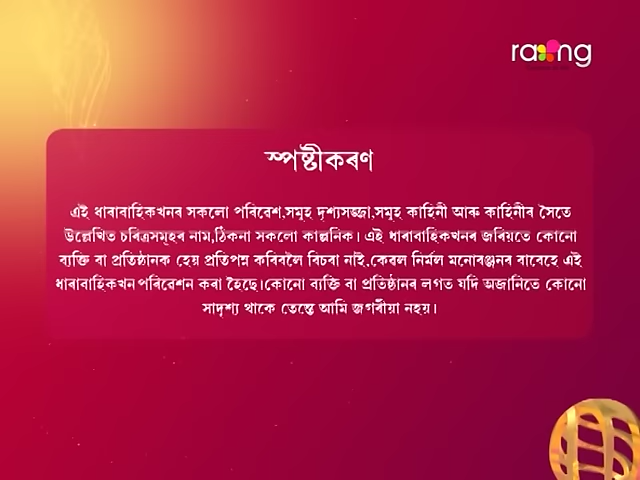 rang
স্পষ্টীকৰণ
এই ধাৰাবাহিকখনৰ সকলো পৰিৱেশ,সমূহ দৃশ্যসজ্জা,সমূহ কাহিনী আৰু কাহিনীৰ সৈতে
উল্লেখিত চৰিত্ৰসমূহৰ নাম,ঠিকনা সকলো কাল্পনিক। এই ধাৰাবাহিকখনৰ জৰিয়তে কোনো
ব্যক্তি বা প্ৰতিষ্ঠানক হেয় প্ৰতিপন্ন কৰিবলৈ বিচৰা নাই,কেৱল নিৰ্মল মনোৰঞ্জনৰ বাবেহে এই
ধাৰাবাহিকখন পৰিৱেশন কৰা হৈছে।কোনো ব্যক্তি বা প্ৰতিষ্ঠানৰ লগত যদি অজানিতে কোনো
সাদৃশ্য থাকে তেন্তে আমি জগৰীয়া নহয়।